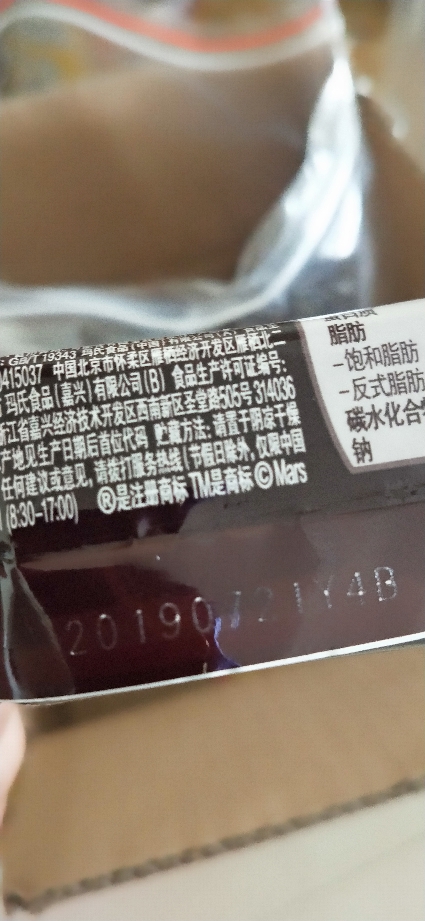 G/T 19343 玛氏食品(中国)有限公司
415037 中国北京市怀柔区雁栖经济开发区雁栖北一
玛氏食品(嘉兴)有限公司(B) 食品生产许可证编号:
浙江省嘉兴经济技术开发区西南新区圣堂路505号 314036
产地见生产日期后首位代码 贮藏方法: 请置于阴凉干燥
任何建议或意见, 请拨打服务热线(节假日除外, 仅限中国
(8:30-17:00) ®是注册商标 TM是商标 ©Mars
脂肪
-饱和脂肪
-反式脂肪
碳水化合物
钠
20190721Y4B